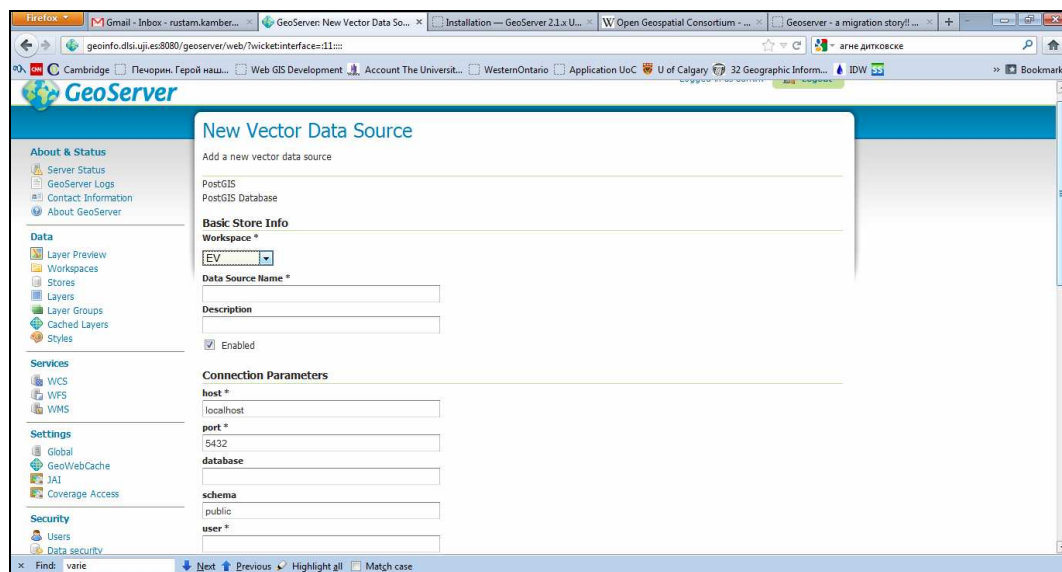 Firefox
Gmail - Inbox - rustam.kamber...
GeoServer: New Vector Data So...
Installation — GeoServer 2.1.x U...
Open Geospatial Consortium - ...
Geoserver - a migration story!! ...
geoinfo.dlsi.uji.es:8080/geoserver/web/?wicket:interface=:11::::
агне дитковске
Cambridge
Печорин. Герой наш...
Web GIS Development
Account The Universit...
WesternOntario
Application UoC
U of Calgary
32 Geographic Inform...
IDW
Bookmark
GeoServer
New Vector Data Source
Add a new vector data source
PostGIS
PostGIS Database
Basic Store Info
Workspace *
EV
Data Source Name *
Description
Enabled
Connection Parameters
host *
localhost
port *
5432
database
schema
public
user *
About & Status
Server Status
GeoServer Logs
Contact Information
About GeoServer
Data
Layer Preview
Workspaces
Stores
Layers
Layer Groups
Cached Layers
Styles
Services
WCS
WFS
WMS
Settings
Global
GeoWebCache
JAI
Coverage Access
Security
Users
Data security
Find: varie
Next
Previous
Highlight all
Match case